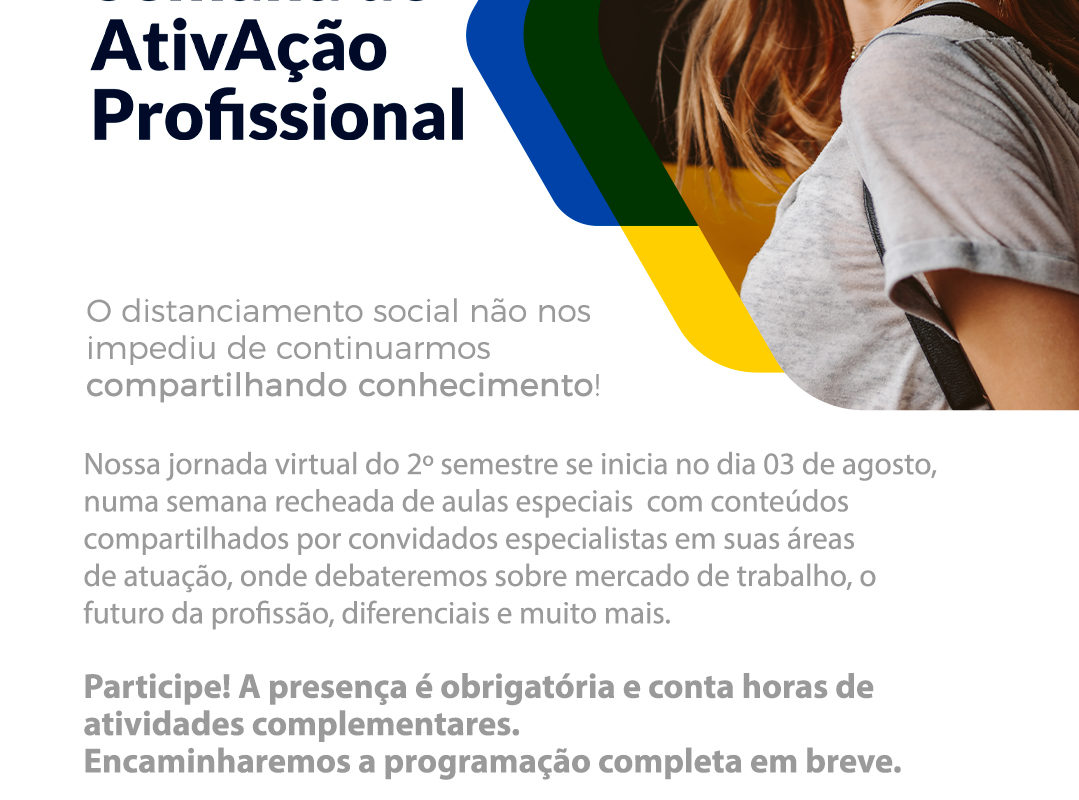 AtivAção
Profissional
O distanciamento social não nos
impediu de continuarmos
compartilhando conhecimento!
Nossa jornada virtual do 2º semestre se inicia no dia 03 de agosto,
numa semana recheada de aulas especiais  com conteúdos
compartilhados por convidados especialistas em suas áreas
de atuação, onde debateremos sobre mercado de trabalho, o
futuro da profissão, diferenciais e muito mais.
Participe! A presença é obrigatória e conta horas de
atividades complementares.
Encaminharemos a programação completa em breve.